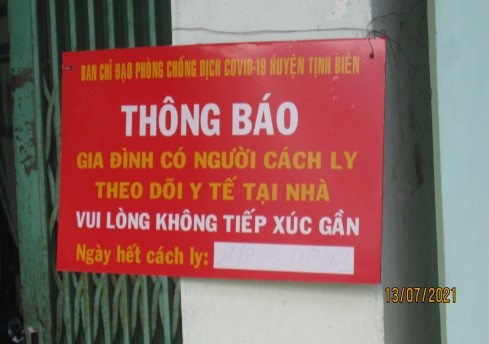 BAN CHỈ ĐẠO PHÒNG CHỐNG DỊCH COVID-19 HUYỆN TỊNH BIÊN
THÔNG BÁO
GIA ĐÌNH CÓ NGƯỜI CÁCH LY
THEO DÕI Y TẾ TẠI NHÀ
VUI LÒNG KHÔNG TIẾP XÚC GẦN
Ngày hết cách ly:
13/07/2021